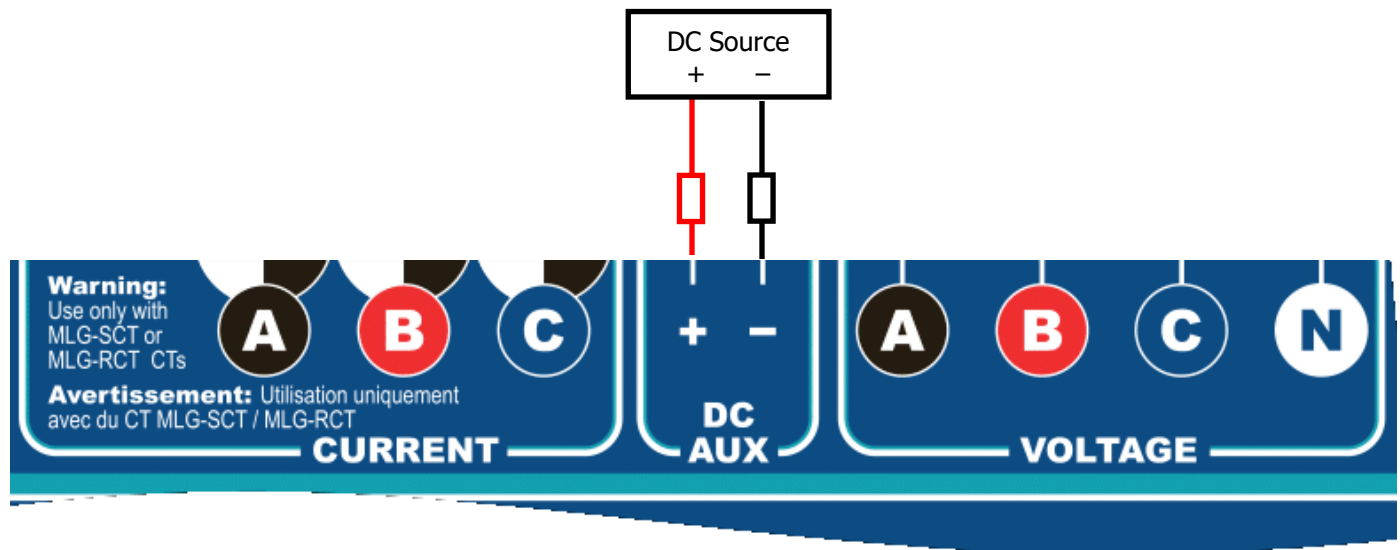 DC Source
+ −
Warning:
Use only with
MLG-SCT or
MLG-RCT CTs
Avertissement: Utilisation uniquement
avec du CT MLG-SCT / MLG-RCT
A B C
CURRENT
+ −
DC
AUX
A B C N
VOLTAGE